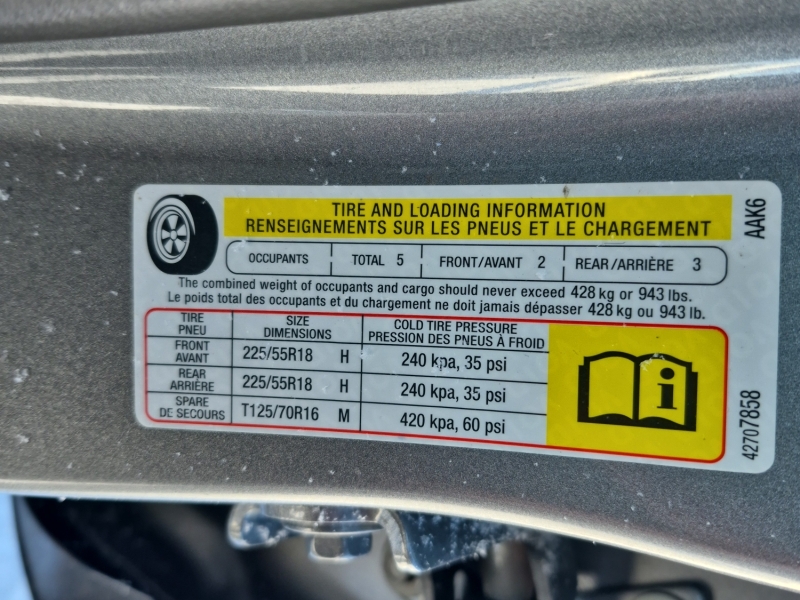 TIRE AND LOADING INFORMATION
RENSEIGNEMENTS SUR LES PNEUS ET LE CHARGEMENT
OCCUPANTS TOTAL 5 FRONT/AVANT 2 REAR/ARRIÈRE 3
The combined weight of occupants and cargo should never exceed 428 kg or 943 lbs.
Le poids total des occupants et du chargement ne doit jamais dépasser 428 kg ou 943 lb.
TIRE SIZE COLD TIRE PRESSURE
PNEU DIMENSIONS PRESSION DES PNEUS À FROID
FRONT
AVANT 225/55R18 H 240 kpa, 35 psi
REAR
ARRIÈRE 225/55R18 H 240 kpa, 35 psi
SPARE
DE SECOURS T125/70R16 M 420 kpa, 60 psi
i
AAK6
42707858